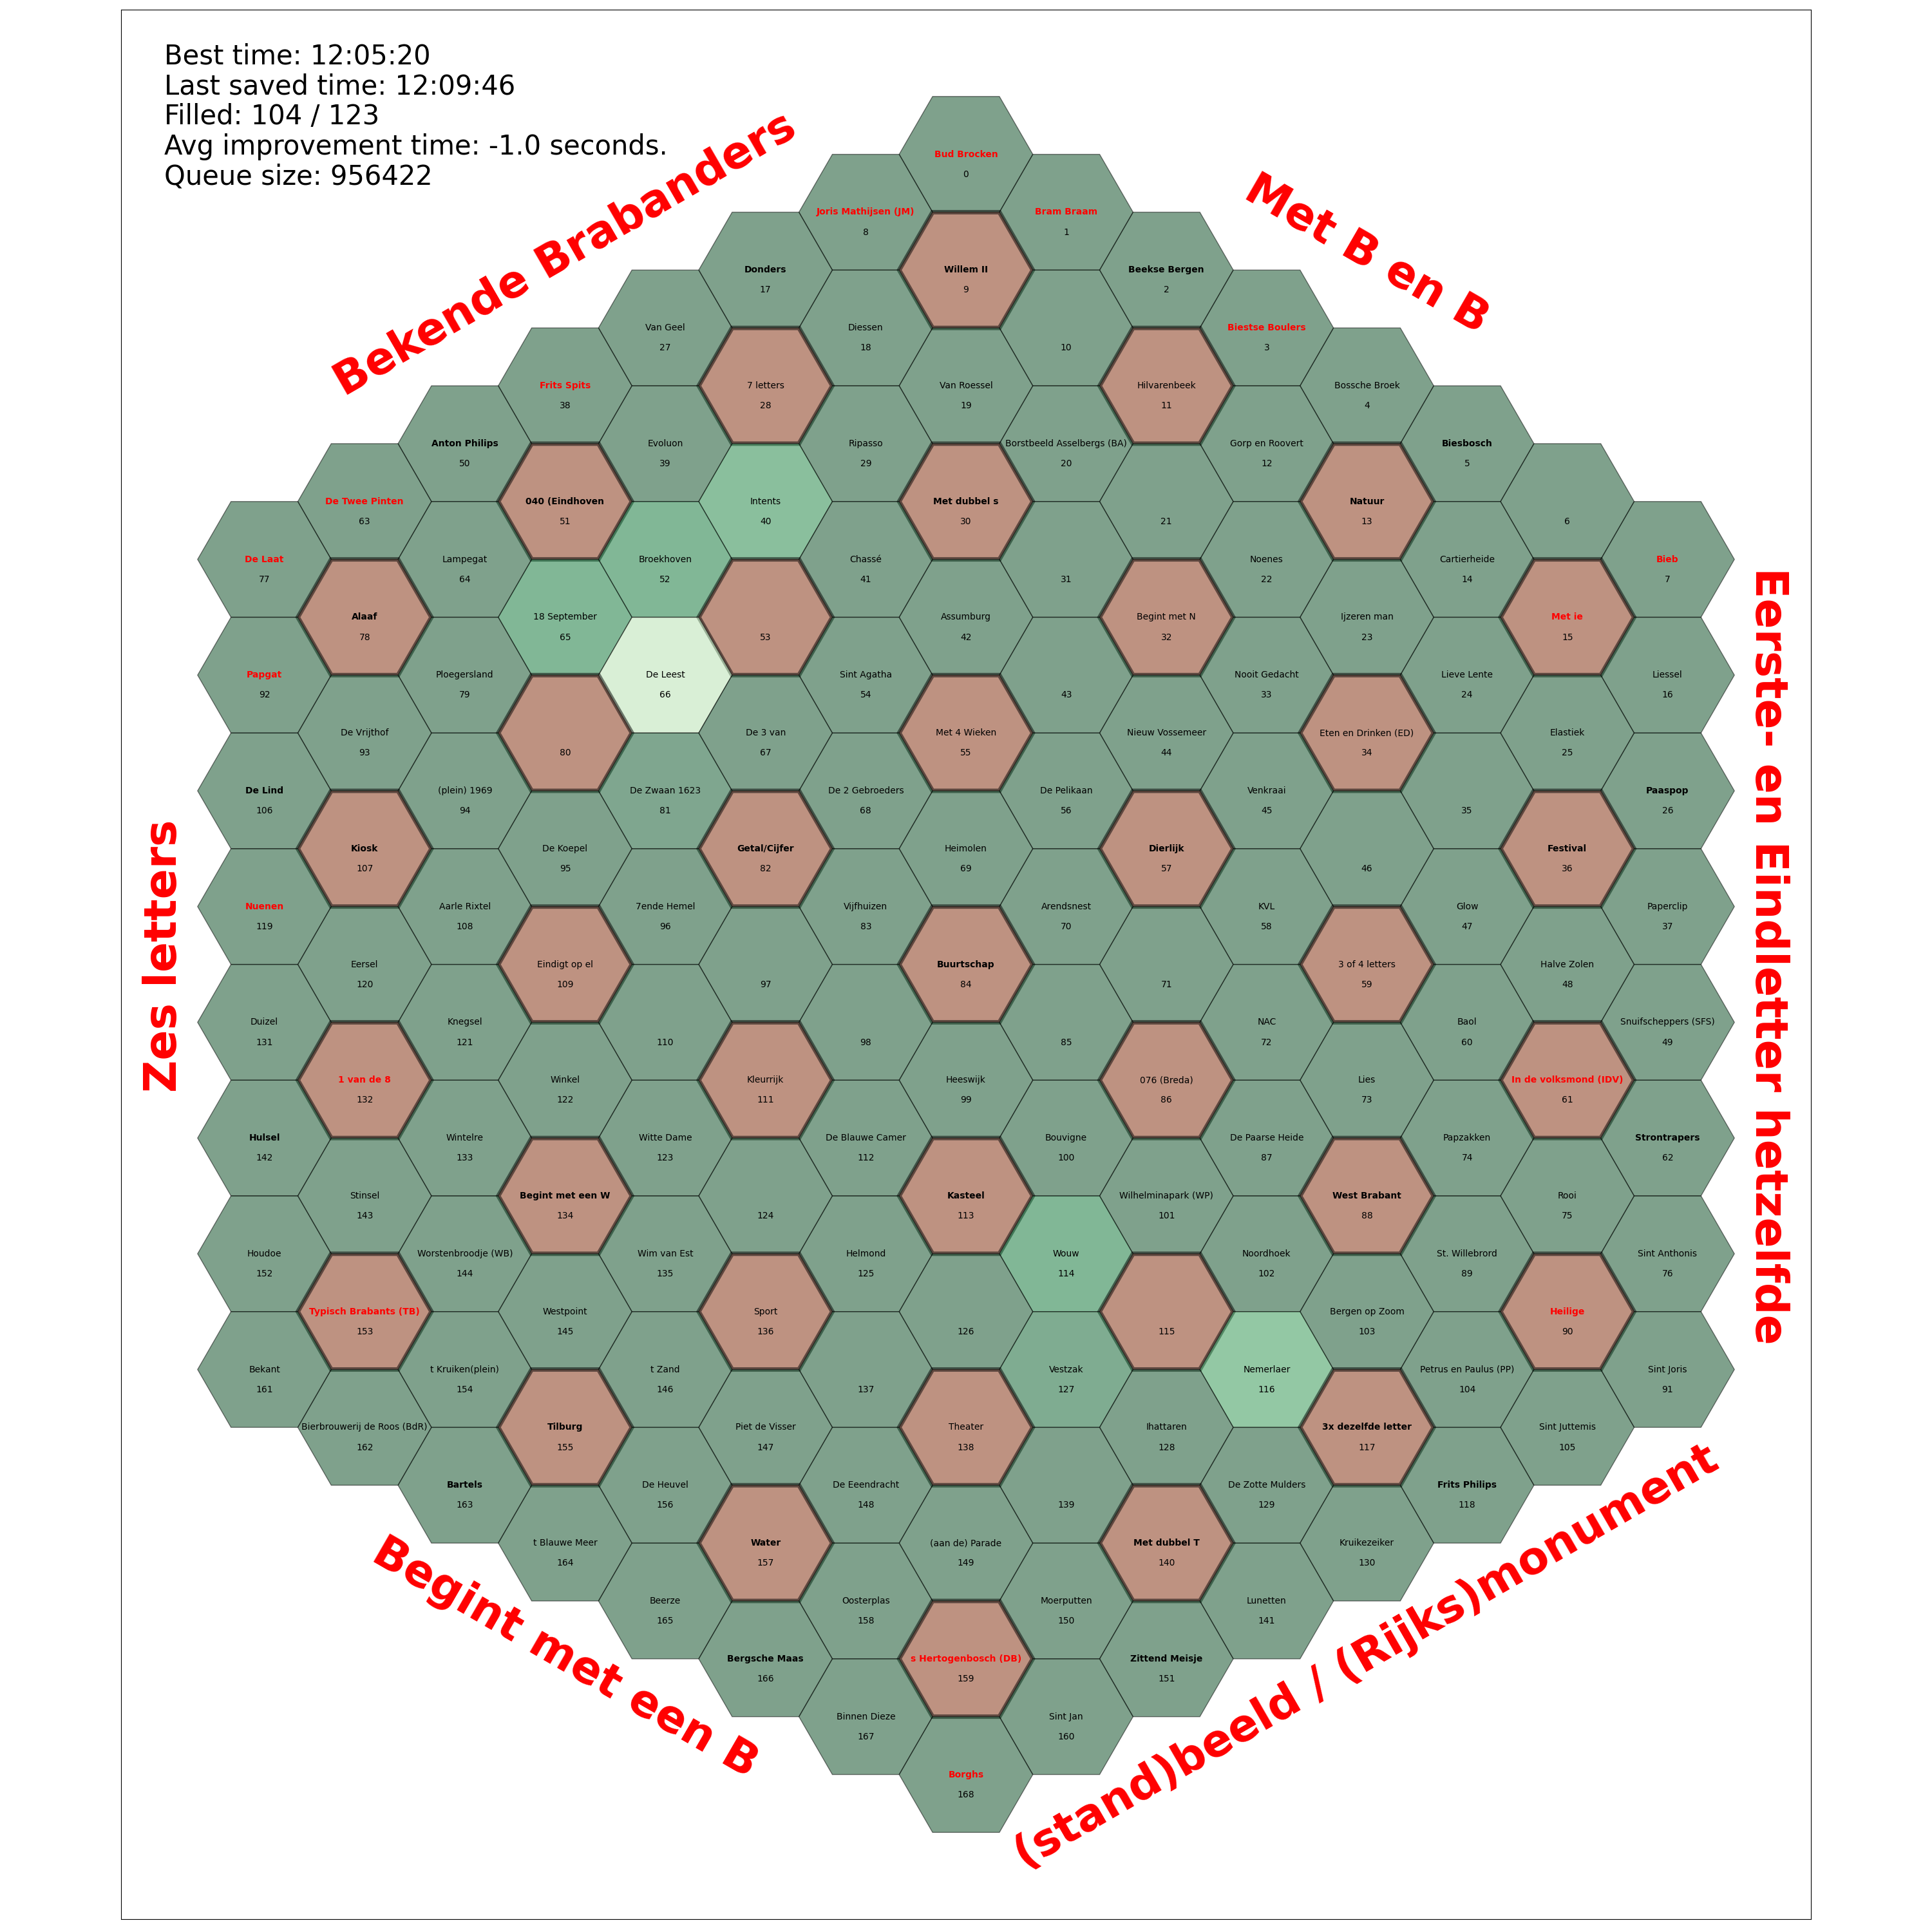 Best time: 12:05:20
Last saved time: 12:09:46
Filled: 104 / 123
Avg improvement time: -1.0 seconds.
Queue size: 956422
Bekende Brabanders
Met B en B
Eerste- en Eindletter hetzelfde
(stand)beeld / (Rijks)monument
Begint met een B
Zes letters
Bud Brocken
0
Bram Braam
1
Beekse Bergen
2
Biestse Boulers
3
Bossche Broek
4
Biesbosch
5
6
Bieb
7
Joris Mathijsen (JM)
8
Willem II
9
10
Hilvarenbeek
11
Gorp en Roovert
12
Natuur
13
Cartierheide
14
Met ie
15
Liessel
16
Donders
17
Diessen
18
Van Roessel
19
Borstbeeld Asselbergs (BA)
20
21
Noenes
22
Ijzeren man
23
Lieve Lente
24
Elastiek
25
Paaspop
26
Van Geel
27
7 letters
28
Ripasso
29
Met dubbel s
30
31
Begint met N
32
Nooit Gedacht
33
Eten en Drinken (ED)
34
35
Festival
36
Paperclip
37
Frits Spits
38
Evoluon
39
Intents
40
Chassé
41
Assumburg
42
43
Nieuw Vossemeer
44
Venkraai
45
46
Glow
47
Halve Zolen
48
Snuifscheppers (SFS)
49
Anton Philips
50
040 (Eindhoven
51
Broekhoven
52
53
Sint Agatha
54
Met 4 Wieken
55
De Pelikaan
56
Dierlijk
57
KVL
58
3 of 4 letters
59
Baol
60
In de volksmond (IDV)
61
Strontrapers
62
De Twee Pinten
63
Lampegat
64
18 September
65
De Leest
66
De 3 van
67
De 2 Gebroeders
68
Heimolen
69
Arendsnest
70
71
NAC
72
Lies
73
Papzakken
74
Rooi
75
Sint Anthonis
76
De Laat
77
Alaaf
78
Ploegersland
79
80
De Zwaan 1623
81
Getal/Cijfer
82
Vijfhuizen
83
Buurtschap
84
85
076 (Breda)
86
De Paarse Heide
87
West Brabant
88
St. Willebrord
89
Heilige
90
Sint Joris
91
Papgat
92
De Vrijthof
93
(plein) 1969
94
De Koepel
95
7ende Hemel
96
97
98
Heeswijk
99
Bouvigne
100
Wilhelminapark (WP)
101
Noordhoek
102
Bergen op Zoom
103
Petrus en Paulus (PP)
104
Sint Juttemis
105
De Lind
106
Kiosk
107
Aarle Rixtel
108
Eindigt op el
109
110
Kleurrijk
111
De Blauwe Camer
112
Kasteel
113
Wouw
114
115
Nemerlaer
116
3x dezelfde letter
117
Frits Philips
118
Nuenen
119
Eersel
120
Knegsel
121
Winkel
122
Witte Dame
123
124
Helmond
125
126
Vestzak
127
Ihattaren
128
De Zotte Mulders
129
Kruikezeiker
130
Duizel
131
1 van de 8
132
Wintelre
133
Begint met een W
134
Wim van Est
135
Sport
136
137
Theater
138
139
Met dubbel T
140
Lunetten
141
Hulsel
142
Stinsel
143
Worstenbroodje (WB)
144
Westpoint
145
t Zand
146
Piet de Visser
147
De Eeendracht
148
(aan de) Parade
149
Moerputten
150
Zittend Meisje
151
Houdoe
152
Typisch Brabants (TB)
153
t Kruiken(plein)
154
Tilburg
155
De Heuvel
156
Water
157
Oosterplas
158
s Hertogenbosch (DB)
159
Sint Jan
160
Bekant
161
Bierbrouwerij de Roos (BdR)
162
Bartels
163
t Blauwe Meer
164
Beerze
165
Bergsche Maas
166
Binnen Dieze
167
Borghs
168